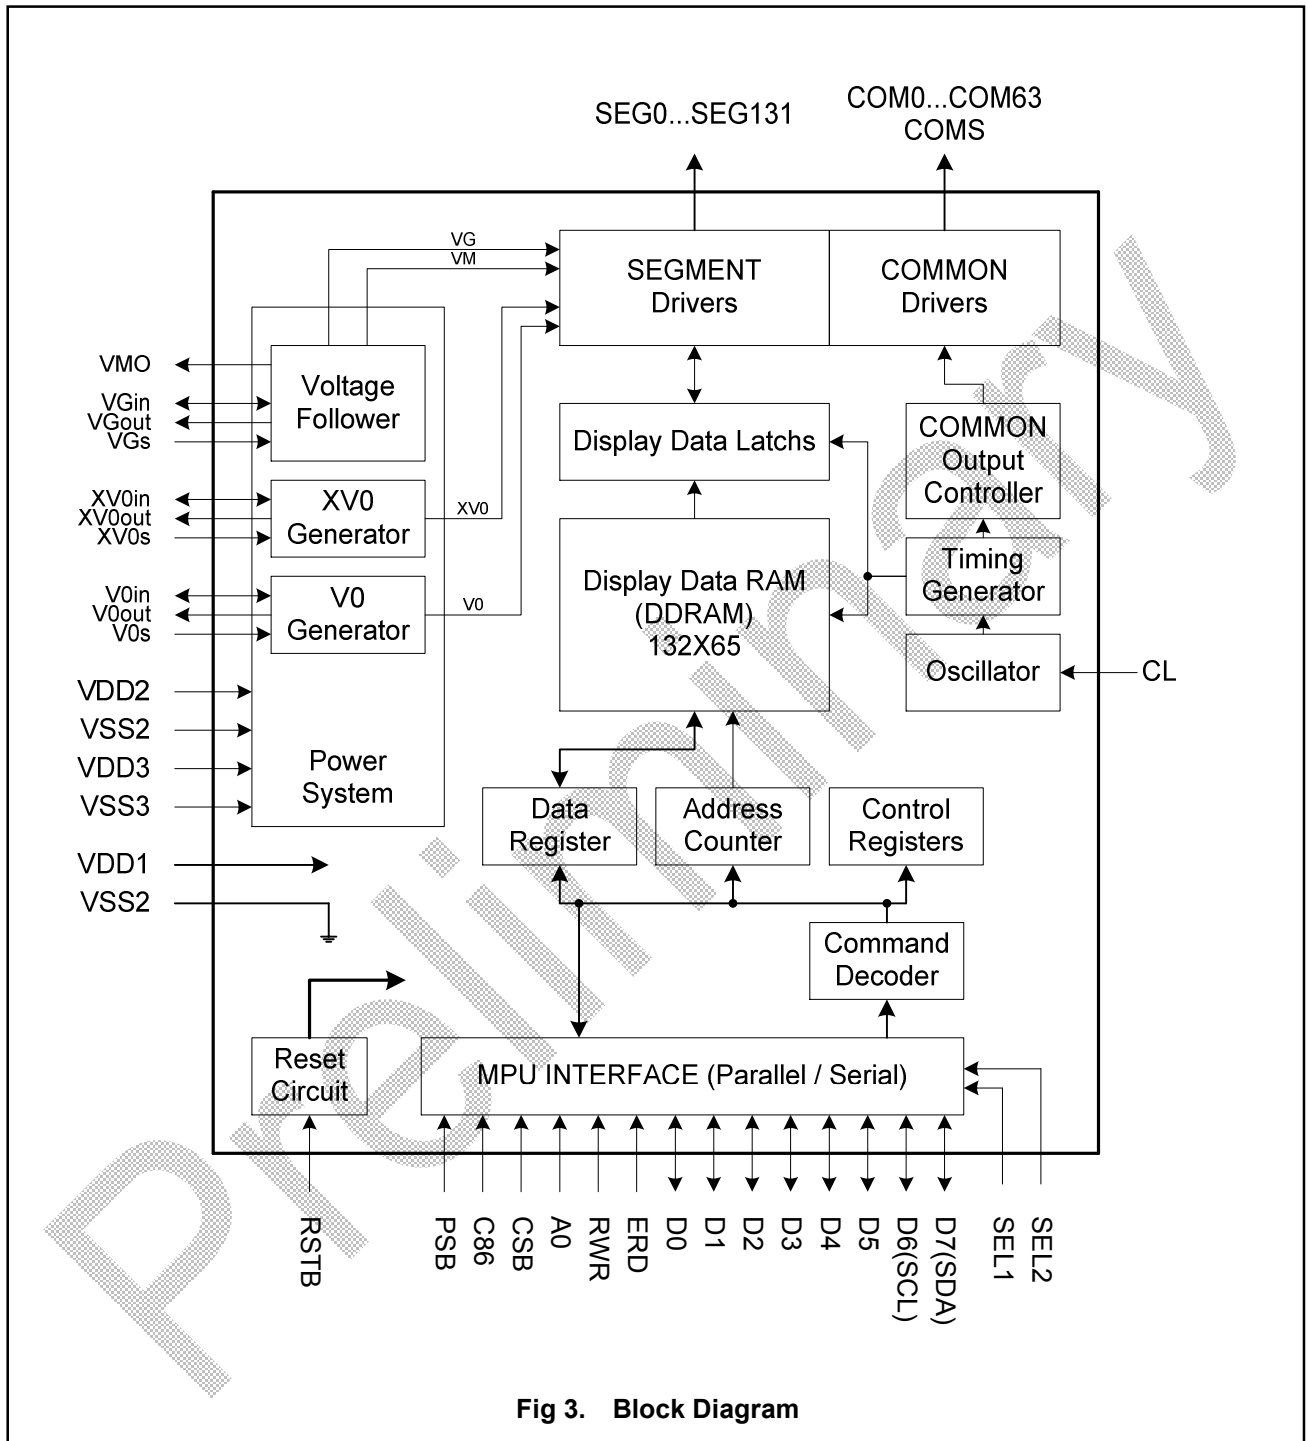 SEG0...SEG131
COM0...COM63
COMS
VG
VM
SEGMENT
Drivers
COMMON
Drivers
VMO
VGin
VGout
VGs
Voltage
Follower
Display Data Latchs
COMMON
Output
Controller
XV0in
XV0out
XV0s
XV0
Generator
XV0
Display Data RAM
(DDRAM)
132X65
Timing
Generator
V0in
V0out
V0s
V0
Generator
V0
Oscillator
CL
VDD2
VSS2
VDD3
VSS3
Power
System
Data
Register
Address
Counter
Control
Registers
VDD1
VSS2
Command
Decoder
Reset
Circuit
MPU INTERFACE (Parallel / Serial)
RSTB
PSB
C86
CSB
A0
RWR
ERD
D0
D1
D2
D3
D4
D5
D6(SCL)
D7(SDA)
SEL1
SEL2
Preliminary
Fig 3. Block Diagram